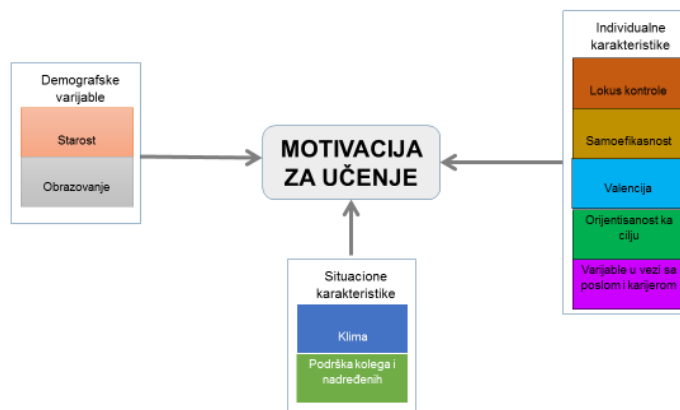 Demografske
varijable
Starost
Obrazovanje
MOTIVACIJA
ZA UČENJE
Situacione
karakteristike
Klima
Podrška kolega i
nadređenih
Individualne
karakteristike
Lokus kontrole
Samoefikasnost
Valencija
Orijentisanost ka
cilju
Varijable u vezi sa
poslom i karijerom